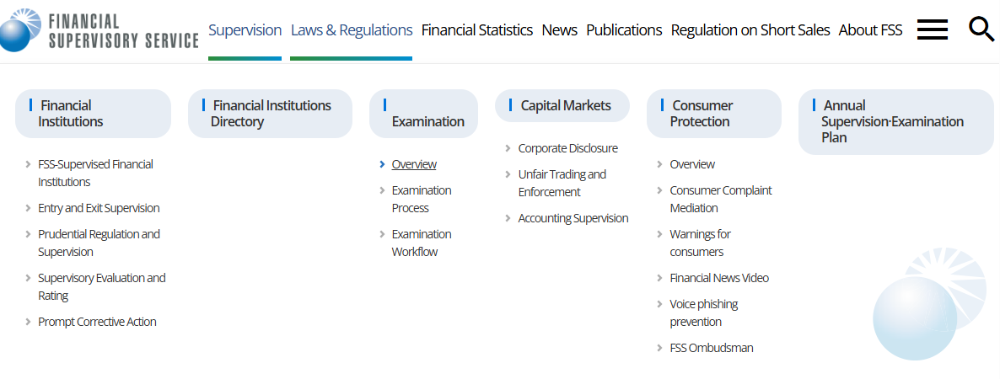 FINANCIAL
SUPERVISORY SERVICE
Supervision Laws & Regulations Financial Statistics News Publications Regulation on Short Sales About FSS
Financial
Institutions
FSS-Supervised Financial
Institutions
Entry and Exit Supervision
Prudential Regulation and
Supervision
Supervisory Evaluation and
Rating
Prompt Corrective Action
Financial Institutions
Directory
Examination
Overview
Examination
Process
Examination
Workflow
Capital Markets
Corporate Disclosure
Unfair Trading and
Enforcement
Accounting Supervision
Consumer
Protection
Overview
Consumer Complaint
Mediation
Warnings for
consumers
Financial News Video
Voice phishing
prevention
FSS Ombudsman
Annual
Supervision·Examination
Plan